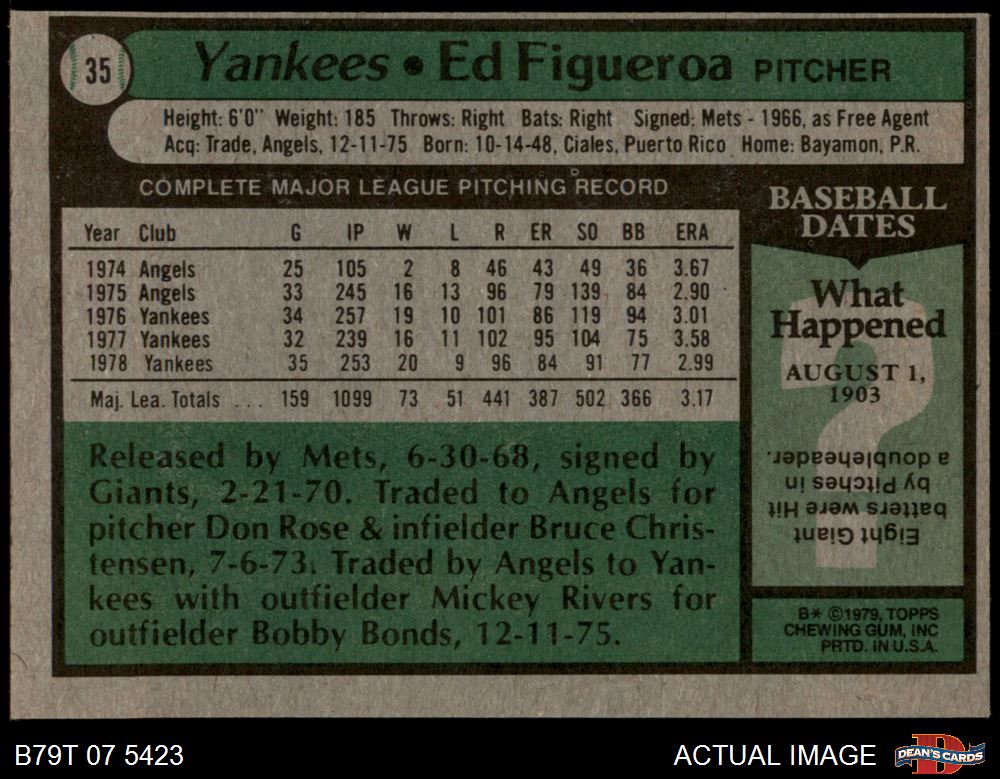 35
Yankees • Ed Figueroa PITCHER
Height: 6'0" Weight: 185 Throws: Right Bats: Right Signed: Mets - 1966, as Free Agent
Acq: Trade, Angels, 12-11-75 Born: 10-14-48, Ciales, Puerto Rico Home: Bayamon, P.R.
COMPLETE MAJOR LEAGUE PITCHING RECORD
Year Club G IP W L R ER SO BB ERA
1974 Angels 25 105 2 8 46 43 49 36 3.67
1975 Angels 33 245 16 13 96 79 139 84 2.90
1976 Yankees 34 257 19 10 101 86 119 94 3.01
1977 Yankees 32 239 16 11 102 95 104 75 3.58
1978 Yankees 35 253 20 9 96 84 91 77 2.99
Maj. Lea. Totals ... 159 1099 73 51 441 387 502 366 3.17
Released by Mets, 6-30-68, signed by
Giants, 2-21-70. Traded to Angels for
pitcher Don Rose & infielder Bruce Chris-
tensen, 7-6-73. Traded by Angels to Yan-
kees with outfielder Mickey Rivers for
outfielder Bobby Bonds, 12-11-75.
BASEBALL
DATES
What
Happened
?
AUGUST 1,
1903
Eight Giant
batters were Hit
by Pitches in
a doubleheader.
B* ©1979, TOPPS
CHEWING GUM, INC
PRTD. IN U.S.A.
B79T 07 5423
ACTUAL IMAGE
D
DEAN'S CARDS